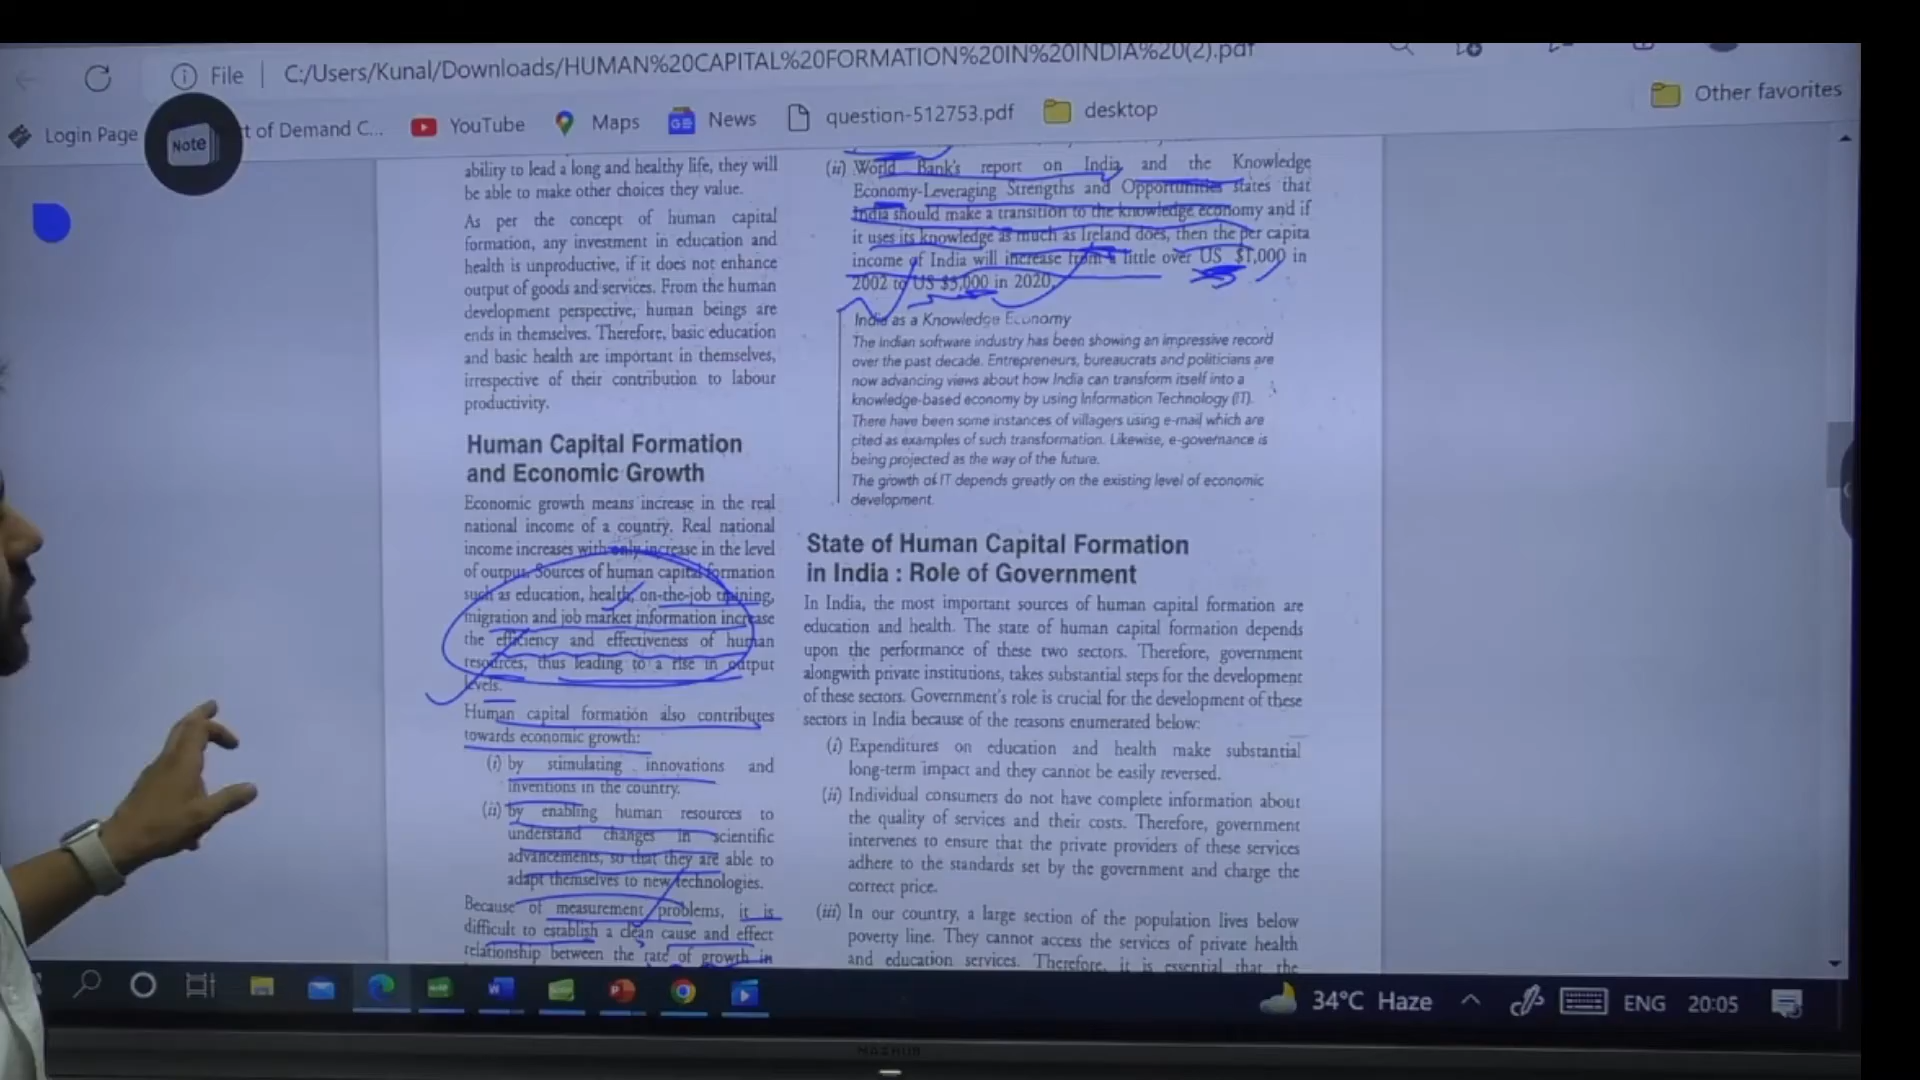 File | C:/Users/Kunal/Downloads/HUMAN%20CAPITAL%20FORMATION%20IN%20INDIA%20(2).pdf
Login Page
Note
t of Demand C...
YouTube
Maps
News
question-512753.pdf
desktop
Other favorites
ability to lead a long and healthy life, they will
be able to make other choices they value.
As per the concept of human capital
formation, any investment in education and
health is unproductive, if it does not enhance
output of goods and services. From the human
development perspective, human beings are
ends in themselves. Therefore, basic education
and basic health are important in themselves,
irrespective of their contribution to labour
productivity.
Human Capital Formation
and Economic Growth
Economic growth means increase in the real
national income of a country. Real national
income increases with only increase in the level
of output. Sources of human capital formation
such as education, health, on-the-job training,
migration and job market information increase
the efficiency and effectiveness of human
resources, thus leading to a rise in output
levels.
Human capital formation also contributes
towards economic growth:
(i) by stimulating innovations and
inventions in the country.
(ii) by enabling human resources to
understand changes in scientific
advancements, so that they are able to
adapt themselves to new technologies.
Because of measurement problems, it is
difficult to establish a clean cause and effect
relationship between the rate of growth in
(ii) World Bank's report on India and the Knowledge
Economy-Leveraging Strengths and Opportunities states that
India should make a transition to the knowledge economy and if
it uses its knowledge as much as Ireland does, then the per capita
income of India will increase from a little over US $1,000 in
2002 to US $3,000 in 2020.
India as a Knowledge Economy
The Indian software industry has been showing an impressive record
over the past decade. Entrepreneurs, bureaucrats and politicians are
now advancing views about how India can transform itself into a
knowledge-based economy by using Information Technology (IT).
There have been some instances of villagers using e-mail which are
cited as examples of such transformation. Likewise, e-governance is
being projected as the way of the future.
The growth of IT depends greatly on the existing level of economic
development.
State of Human Capital Formation
in India : Role of Government
In India, the most important sources of human capital formation are
education and health. The state of human capital formation depends
upon the performance of these two sectors. Therefore, government
alongwith private institutions, takes substantial steps for the development
of these sectors. Government's role is crucial for the development of these
sectors in India because of the reasons enumerated below:
(i) Expenditures on education and health make substantial
long-term impact and they cannot be easily reversed.
(ii) Individual consumers do not have complete information about
the quality of services and their costs. Therefore, government
intervenes to ensure that the private providers of these services
adhere to the standards set by the government and charge the
correct price.
(iii) In our country, a large section of the population lives below
poverty line. They cannot access the services of private health
and education services. Therefore, it is essential that the
34°C Haze
ENG
20:05